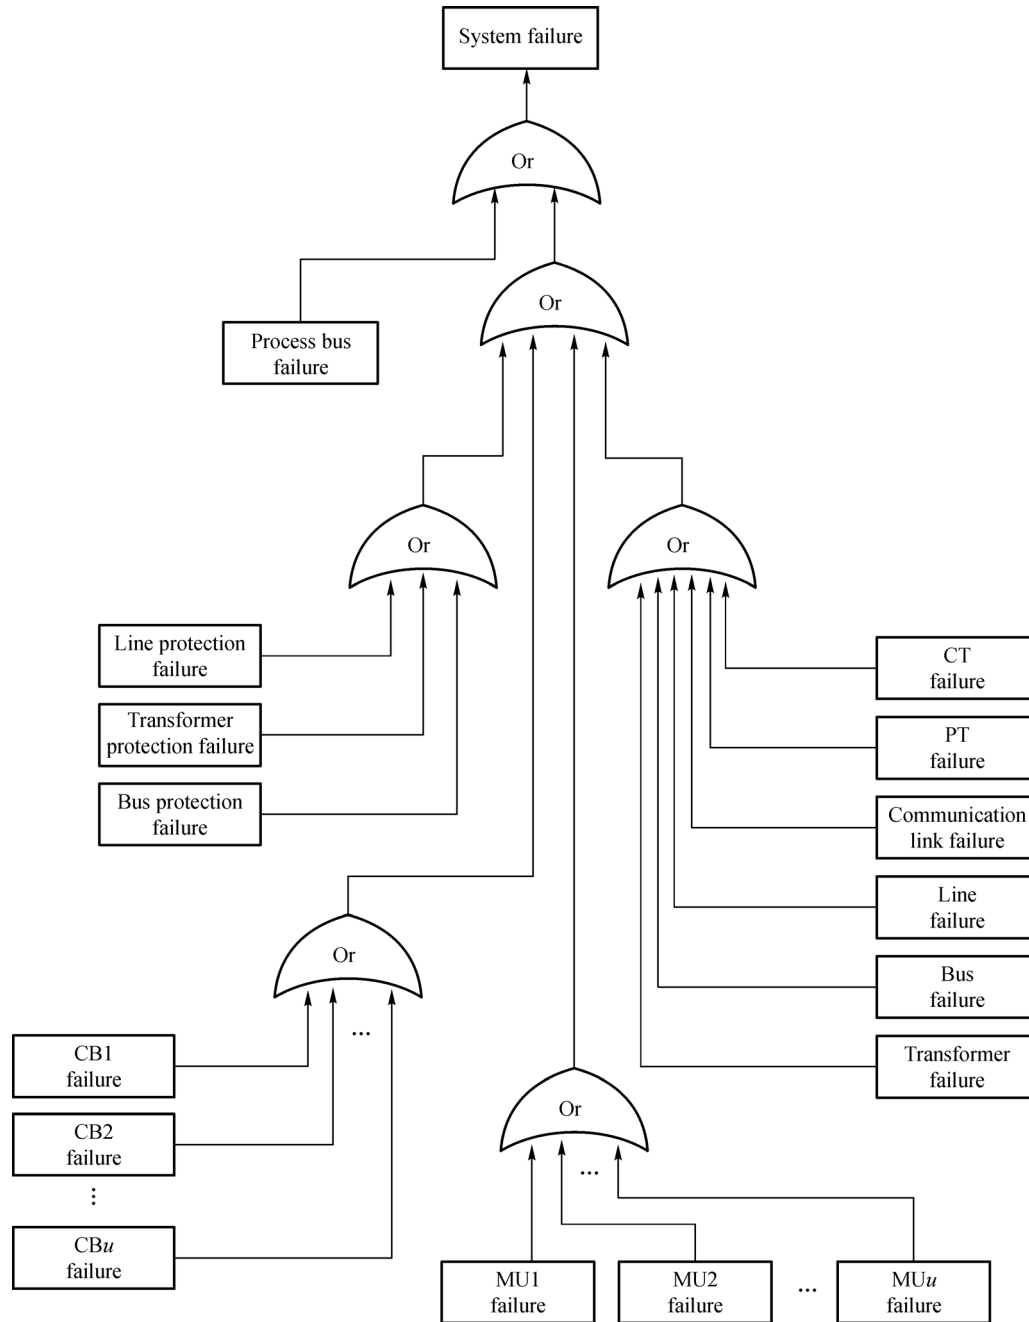 System failure
Or
Or
Process bus
failure
Or
Or
Line protection
failure
Transformer
protection failure
Bus protection
failure
CT
failure
PT
failure
Communication
link failure
Line
failure
Bus
failure
Transformer
failure
Or
...
CB1
failure
CB2
failure
...
CBu
failure
Or
...
MU1
failure
MU2
failure
...
MUu
failure